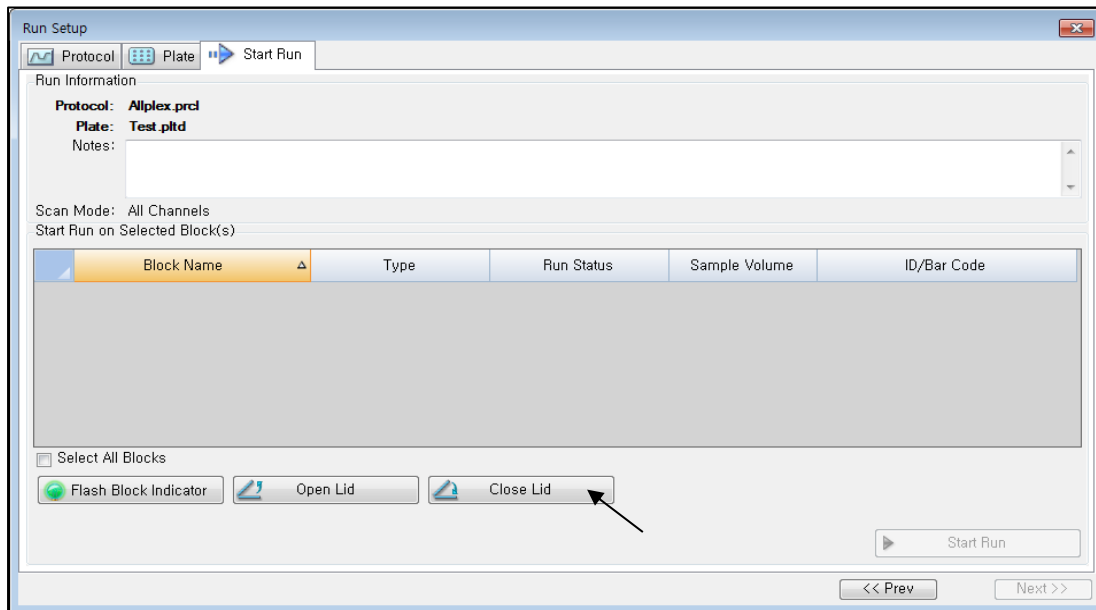 Run Setup
Protocol Plate Start Run
Run Information
Protocol: Allplex.prcl
Plate: Test.pltd
Notes:
Scan Mode: All Channels
Start Run on Selected Block(s)
Block Name Type Run Status Sample Volume ID/Bar Code
Select All Blocks
Flash Block Indicator Open Lid Close Lid
Start Run
<< Prev Next >>